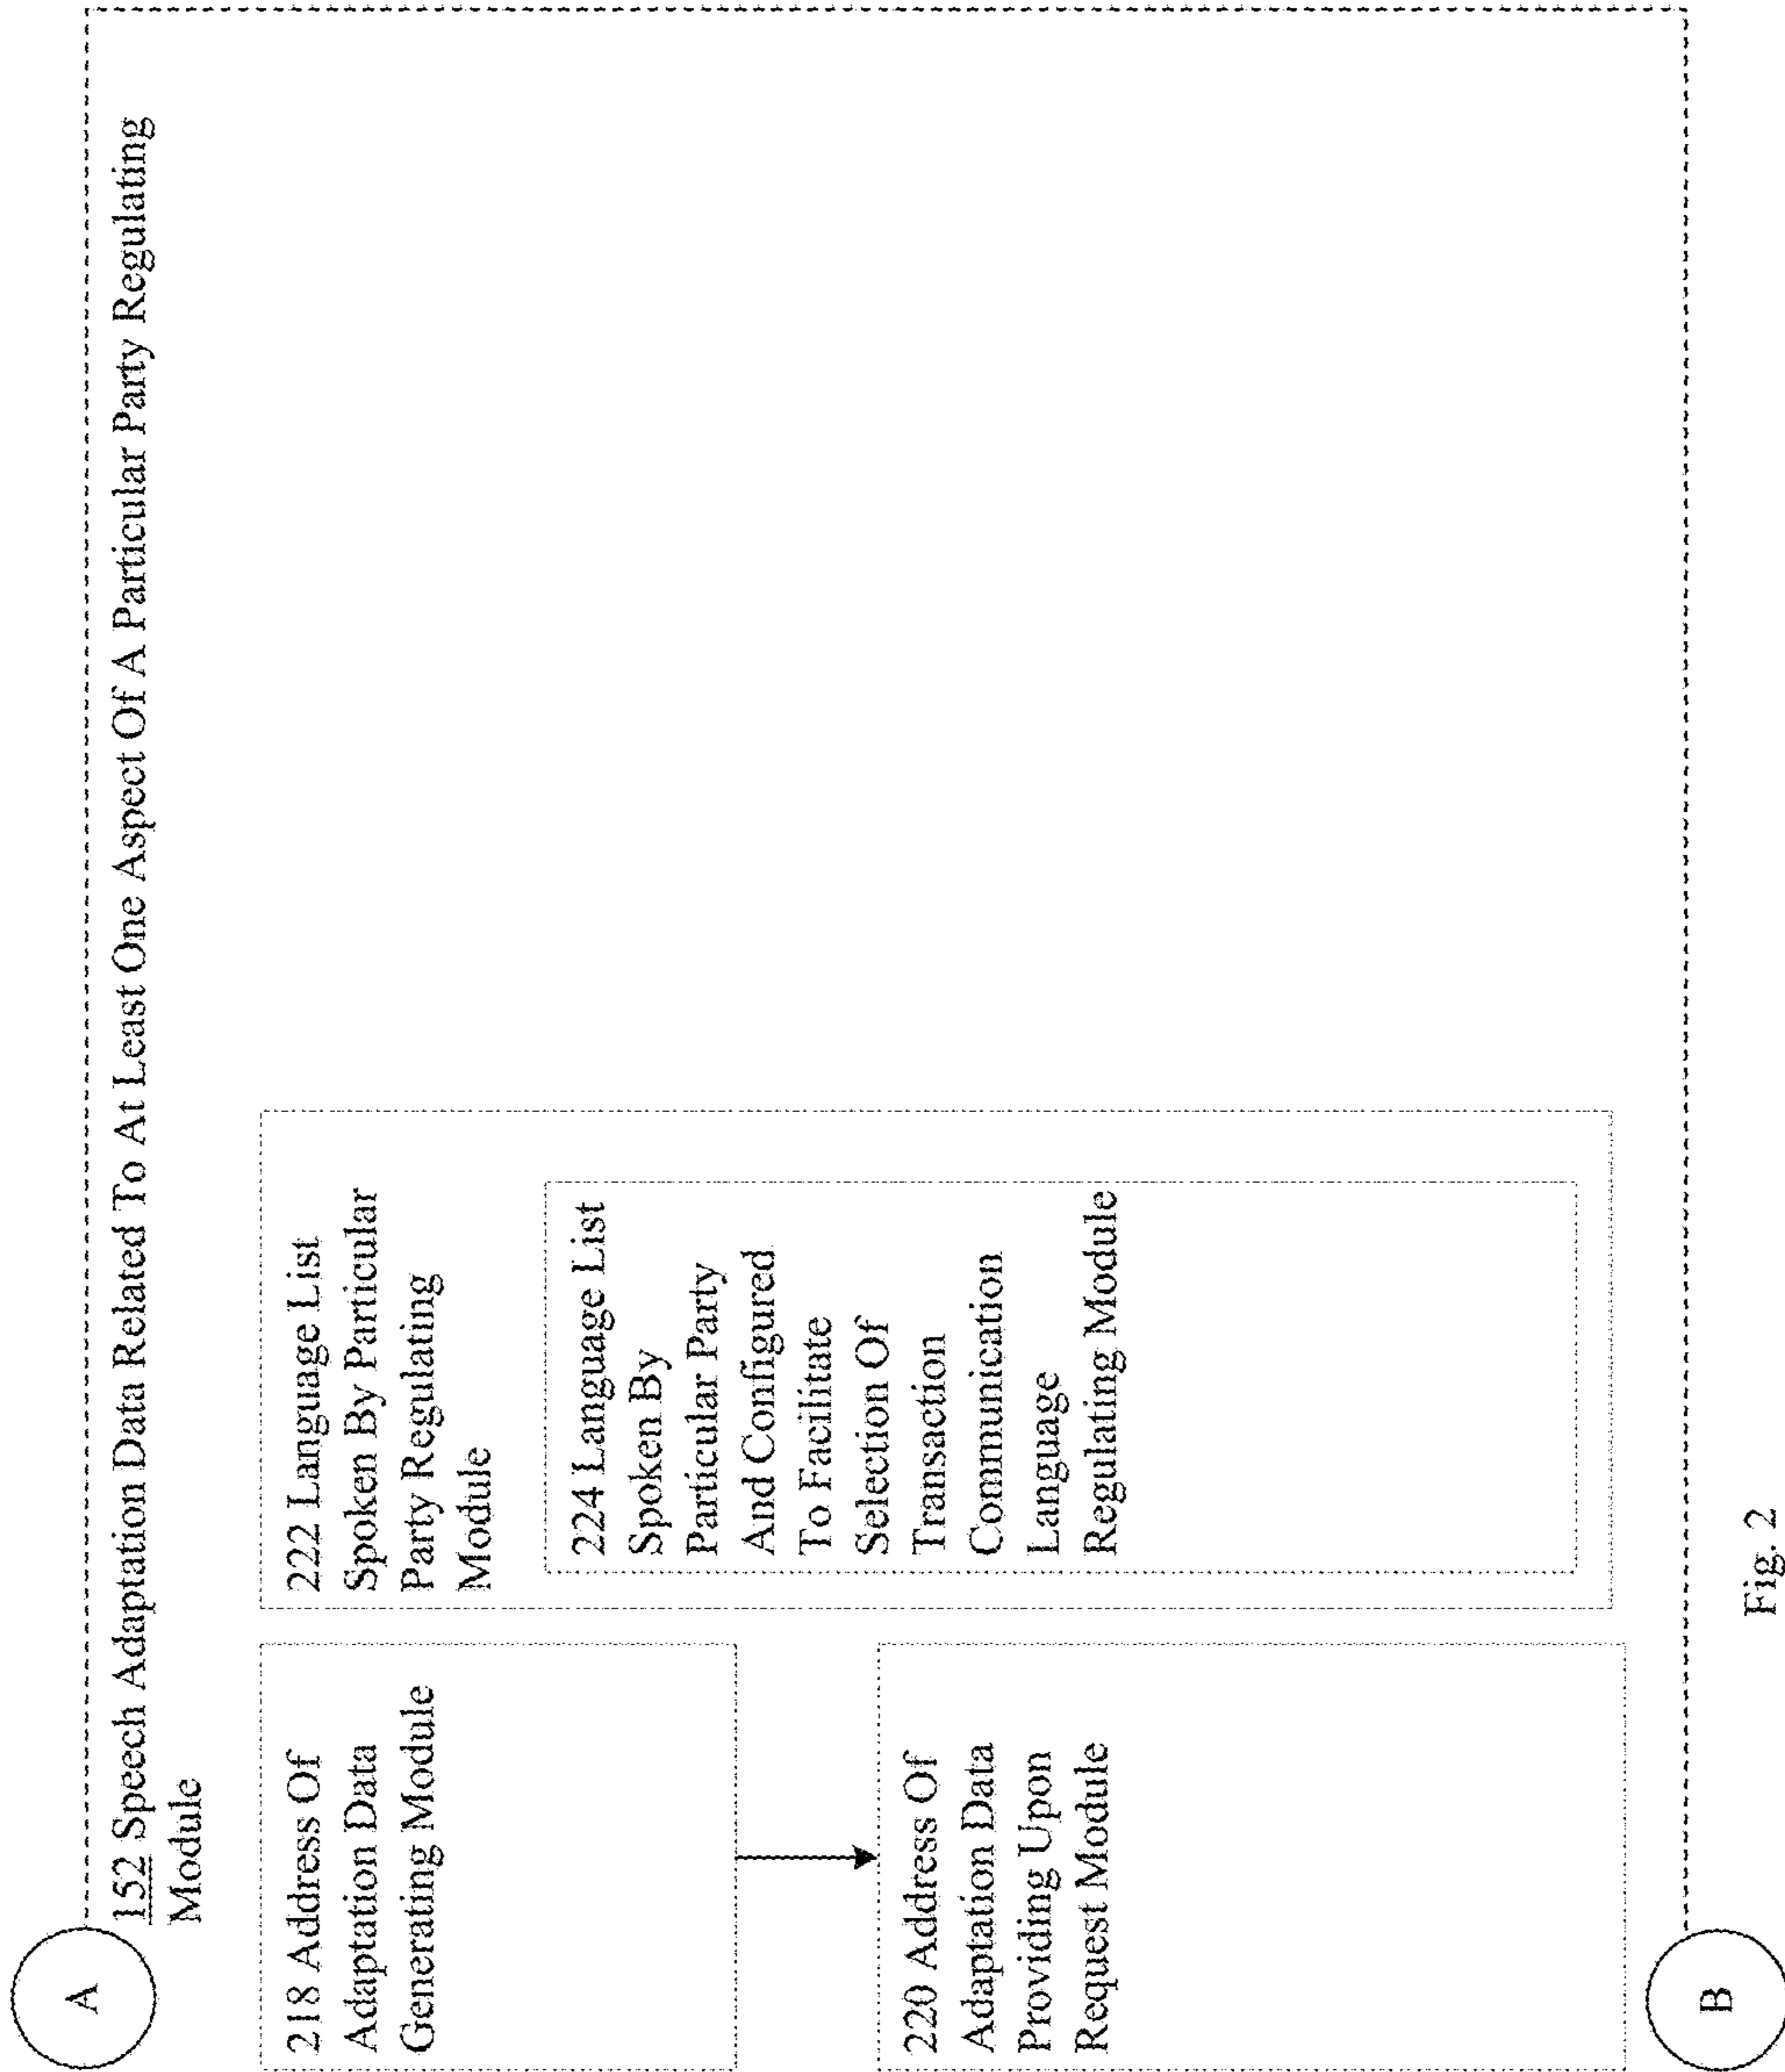 A
152 Speech Adaptation Data Related To At Least One Aspect Of A Particular Party Regulating
Module
218 Address Of
Adaptation Data
Generating Module
220 Address Of
Adaptation Data
Providing Upon
Request Module
222 Language List
Spoken By Particular
Party Regulating
Module
224 Language List
Spoken By
Particular Party
And Configured
To Facilitate
Selection Of
Transaction
Communication
Language
Regulating Module
B
Fig. 2